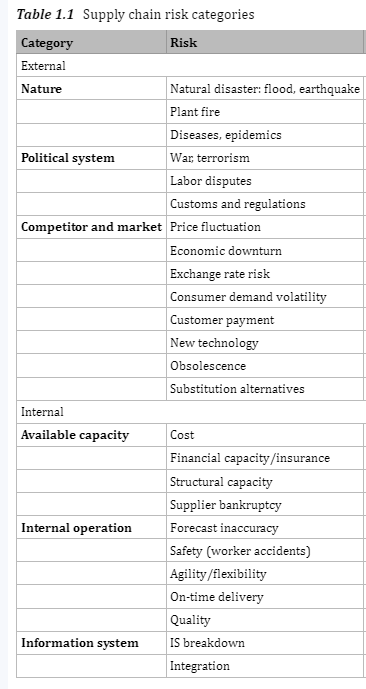 Table 1.1 Supply chain risk categories
Category Risk
External
Nature Natural disaster: flood, earthquake
Plant fire
Diseases, epidemics
Political system War, terrorism
Labor disputes
Customs and regulations
Competitor and market Price fluctuation
Economic downturn
Exchange rate risk
Consumer demand volatility
Customer payment
New technology
Obsolescence
Substitution alternatives
Internal
Available capacity Cost
Financial capacity/insurance
Structural capacity
Supplier bankruptcy
Internal operation Forecast inaccuracy
Safety (worker accidents)
Agility/flexibility
On-time delivery
Quality
Information system IS breakdown
Integration